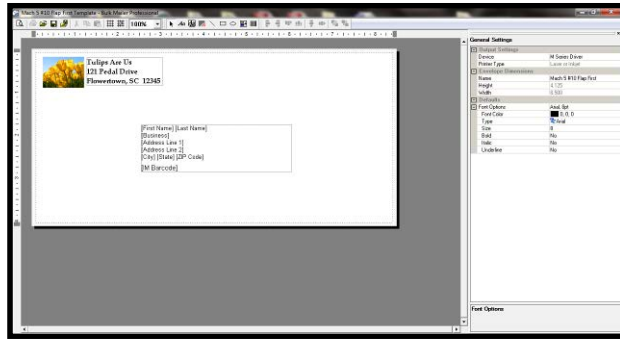 Mach 5 #10 Flap First Template - Bulk Mailer Professional
100%
General Settings
Output Settings
Device M Series Driver
Printer Type Laser or Inkjet
Envelope Dimensions
Name Mach 5 #10 Flap First
Height 4.125
Width 9.500
Defaults
Font Options Arial, 8pt
Font Color 0, 0, 0
Type Arial
Size 8
Bold No
Italic No
Underline No
Tulips Are Us
121 Pedal Drive
Flowertown, SC 12345
[First Name] [Last Name]
[Business]
[Address Line 1]
[Address Line 2]
[City] [State] [ZIP Code]
[IM Barcode]
Font Options